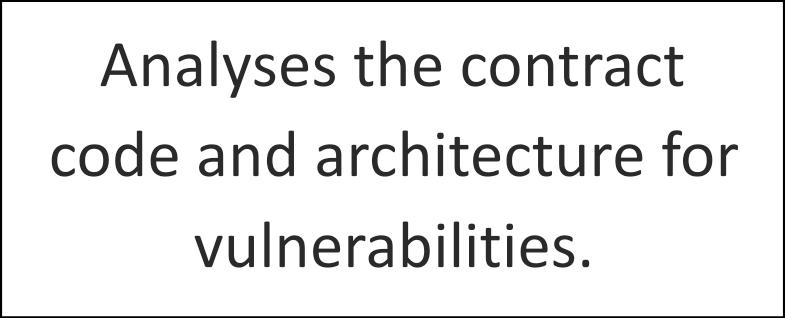 Analyses the contract
code and architecture for
vulnerabilities.